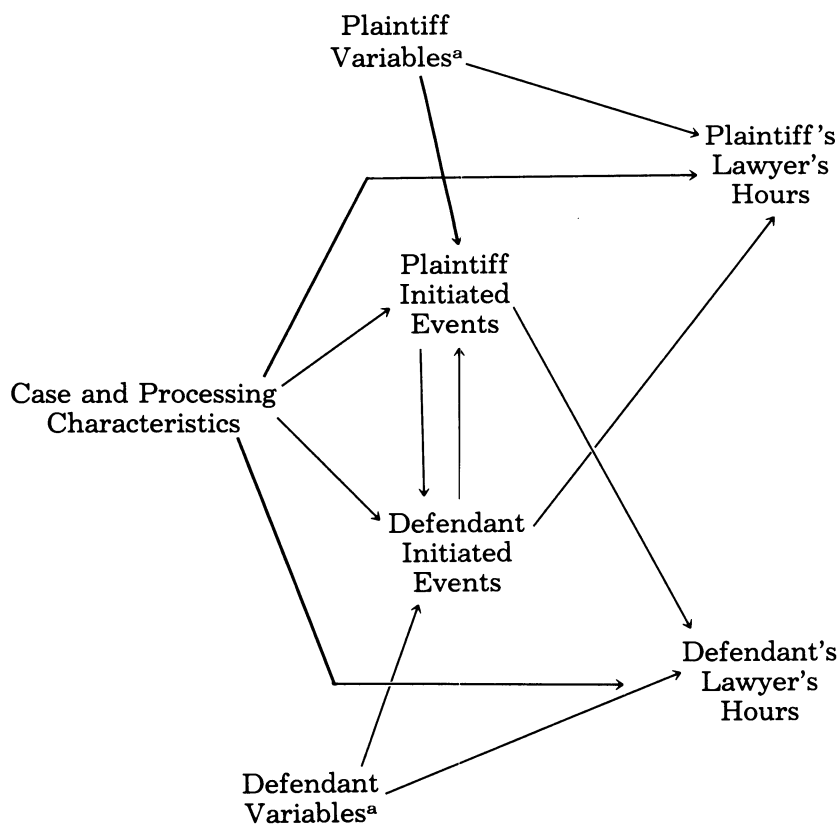 Plaintiff
Variablesᵃ
Plaintiff's
Lawyer's
Hours
Plaintiff
Initiated
Events
Case and Processing
Characteristics
Defendant
Initiated
Events
Defendant's
Lawyer's
Hours
Defendant
Variablesᵃ